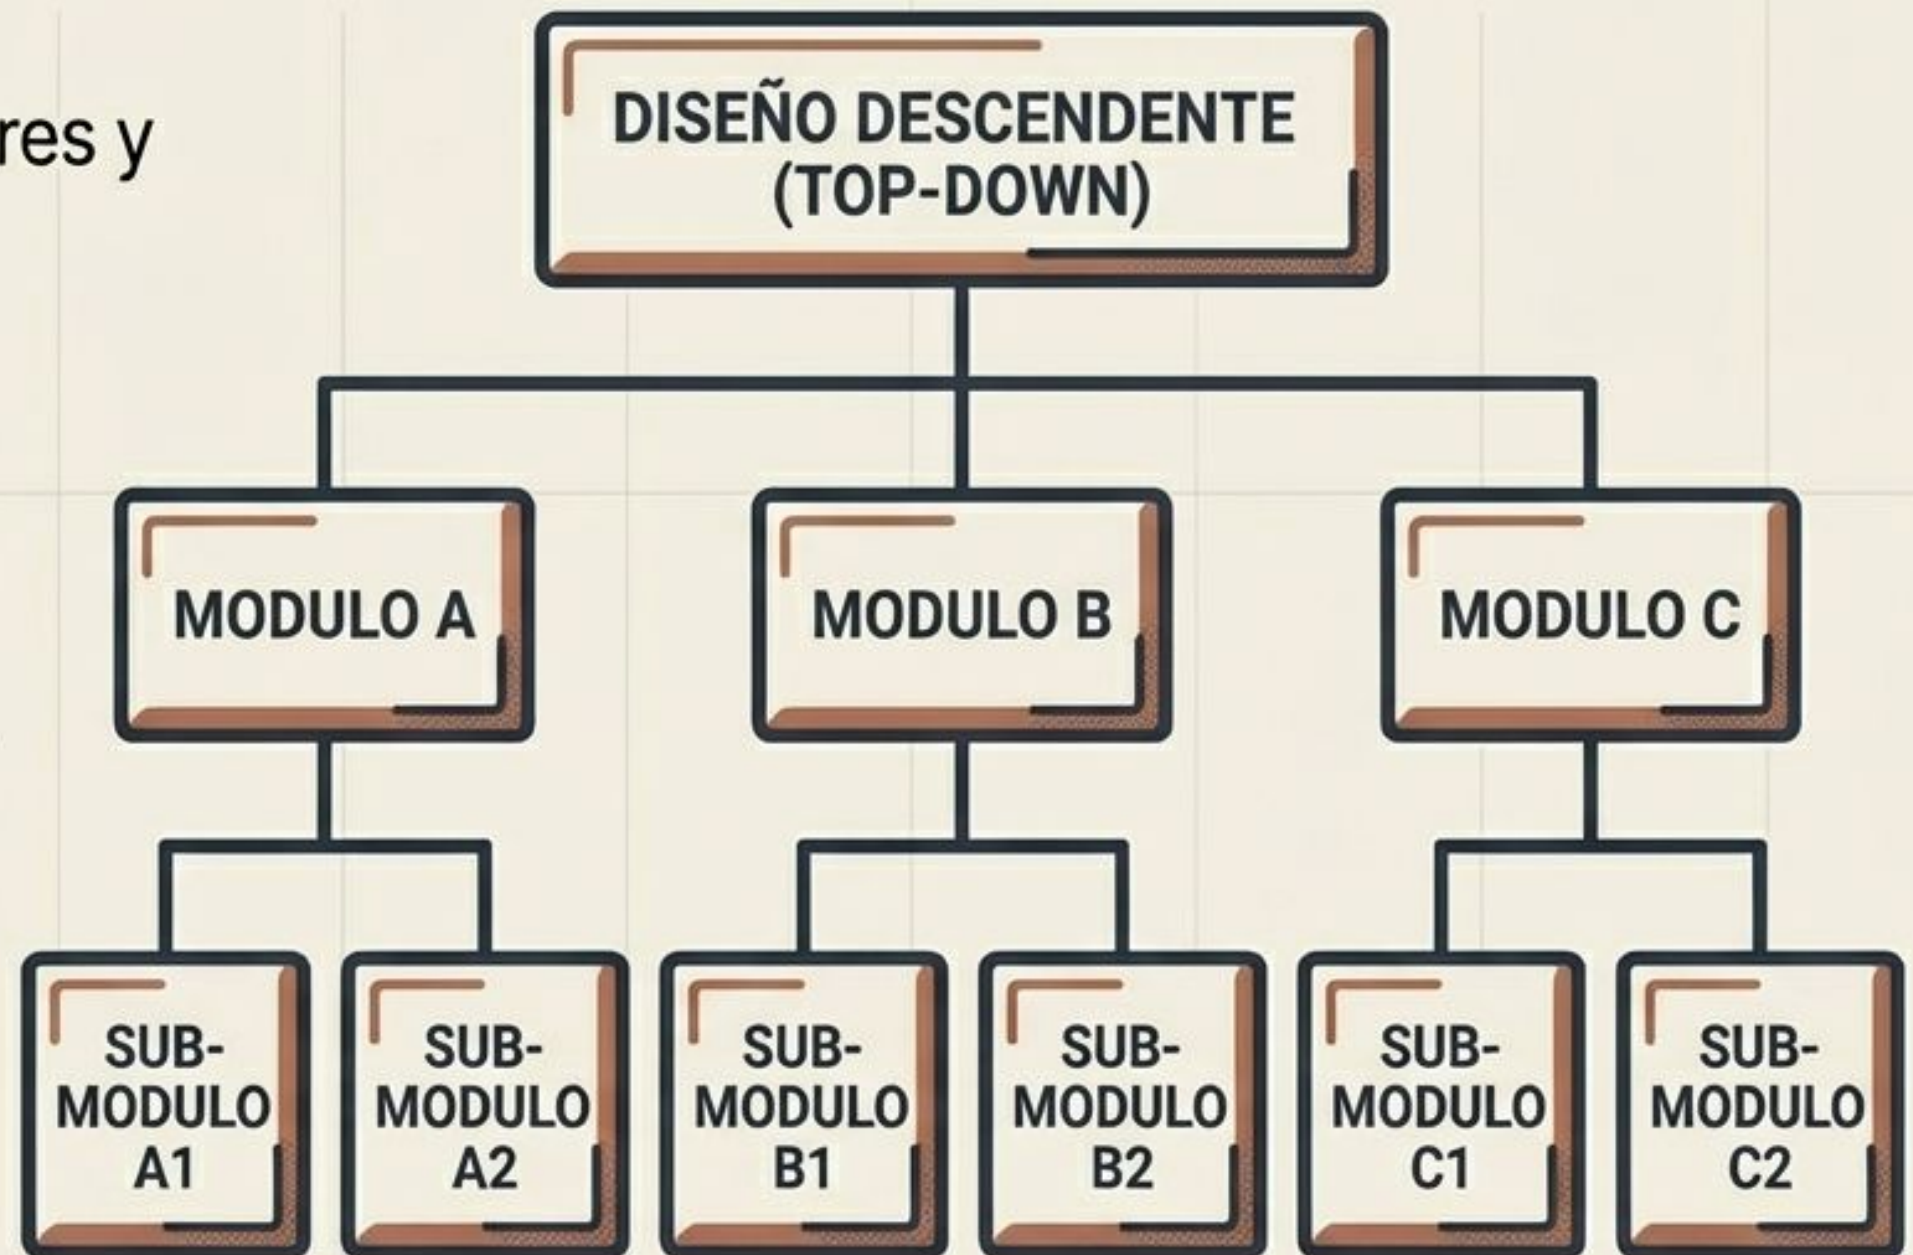 res y
DISEÑO DESCENDENTE
(TOP-DOWN)
MODULO A
MODULO B
MODULO C
SUB-
MODULO
A1
SUB-
MODULO
A2
SUB-
MODULO
B1
SUB-
MODULO
B2
SUB-
MODULO
C1
SUB-
MODULO
C2